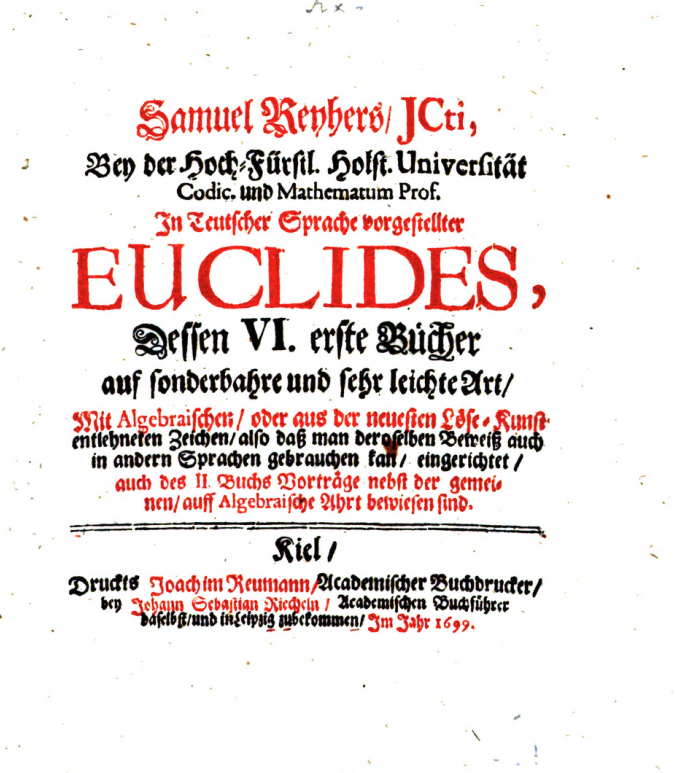 Samuel Reyhers/ JCti,
Bey der Hoch-Fürstl. Holst. Universität
Codic. und Mathematum Prof.
In Teutscher Sprache vorgestellter
EUCLIDES,
Dessen VI. erste Bücher
auf sonderbahre und sehr leichte Art/
Mit Algebraischen/ oder aus der neuesten Löse-Kunst
entlehneten Zeichen/ also daß man deroselben Beweiß auch
in andern Sprachen gebrauchen kan/ eingerichtet/
auch des II. Buchs Vorträge nebst der gemei-
nen/ auff Algebraische Ahrt bewiesen sind.
Kiel/
Druckts Joachim Reumann/ Academischer Buchdrucker/
bey Johann Sebastian Riecheln/ Academischen Buchführer
daselbst/ und in Leipzig zubekommen/ Im Jahr 1699.